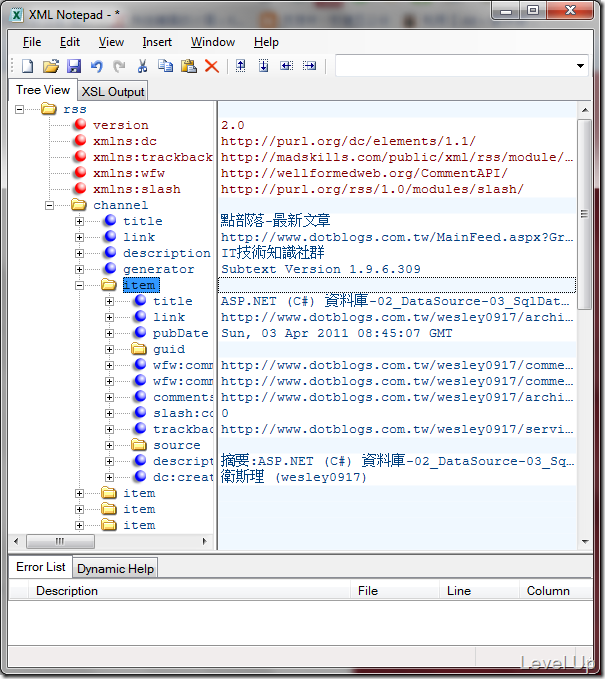 XML Notepad - *
File Edit View Insert Window Help
Tree View XSL Output
rss
version 2.0
xmlns:dc http://purl.org/dc/elements/1.1/
xmlns:trackback http://madskills.com/public/xml/rss/module/...
xmlns:wfw http://wellformedweb.org/CommentAPI/
xmlns:slash http://purl.org/rss/1.0/modules/slash/
channel
title 點部落-最新文章
link http://www.dotblogs.com.tw/MainFeed.aspx?Gr...
description IT技術知識社群
generator Subtext Version 1.9.6.309
item
title ASP.NET (C#) 資料庫-02_DataSource-03_SqlDat...
link http://www.dotblogs.com.tw/wesley0917/archi...
pubDate Sun, 03 Apr 2011 08:45:07 GMT
guid
wfw:comm http://www.dotblogs.com.tw/wesley0917/comme...
wfw:comm http://www.dotblogs.com.tw/wesley0917/comme...
comments http://www.dotblogs.com.tw/wesley0917/archi...
slash:co 0
trackbac http://www.dotblogs.com.tw/wesley0917/servi...
source
descript 摘要:ASP.NET (C#) 資料庫-02_DataSource-03_Sq...
dc:creat 衛斯理 (wesley0917)
item
item
item
Error List Dynamic Help
Description File Line Column
Level Up